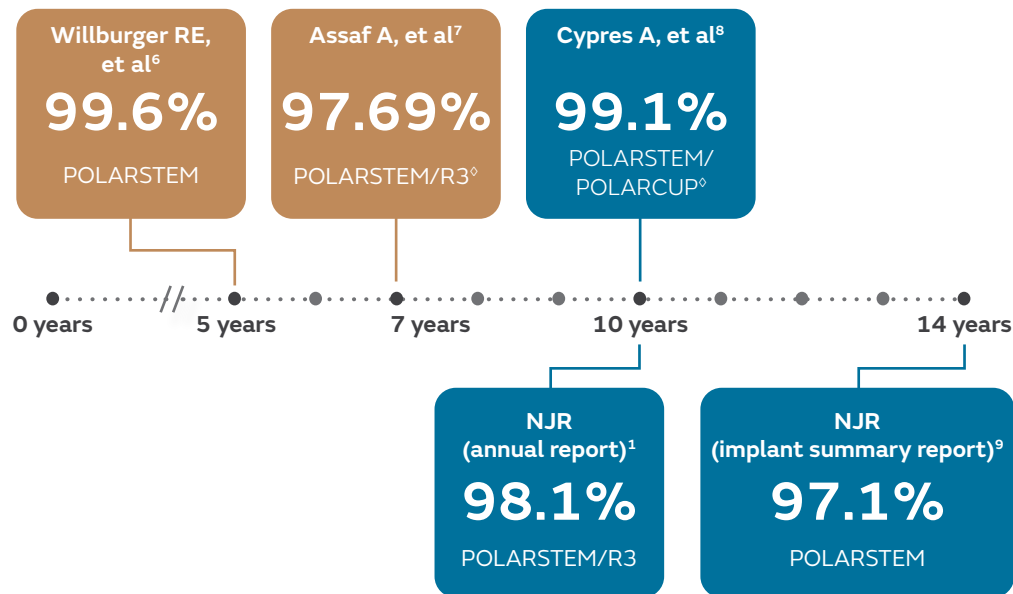 Willburger RE,
et al⁶
99.6%
POLARSTEM
Assaf A, et al⁷
97.69%
POLARSTEM/R3◊
Cypres A, et al⁸
99.1%
POLARSTEM/
POLARCUP◊
0 years
5 years
7 years
10 years
14 years
NJR
(annual report)¹
98.1%
POLARSTEM/R3
NJR
(implant summary report)⁹
97.1%
POLARSTEM